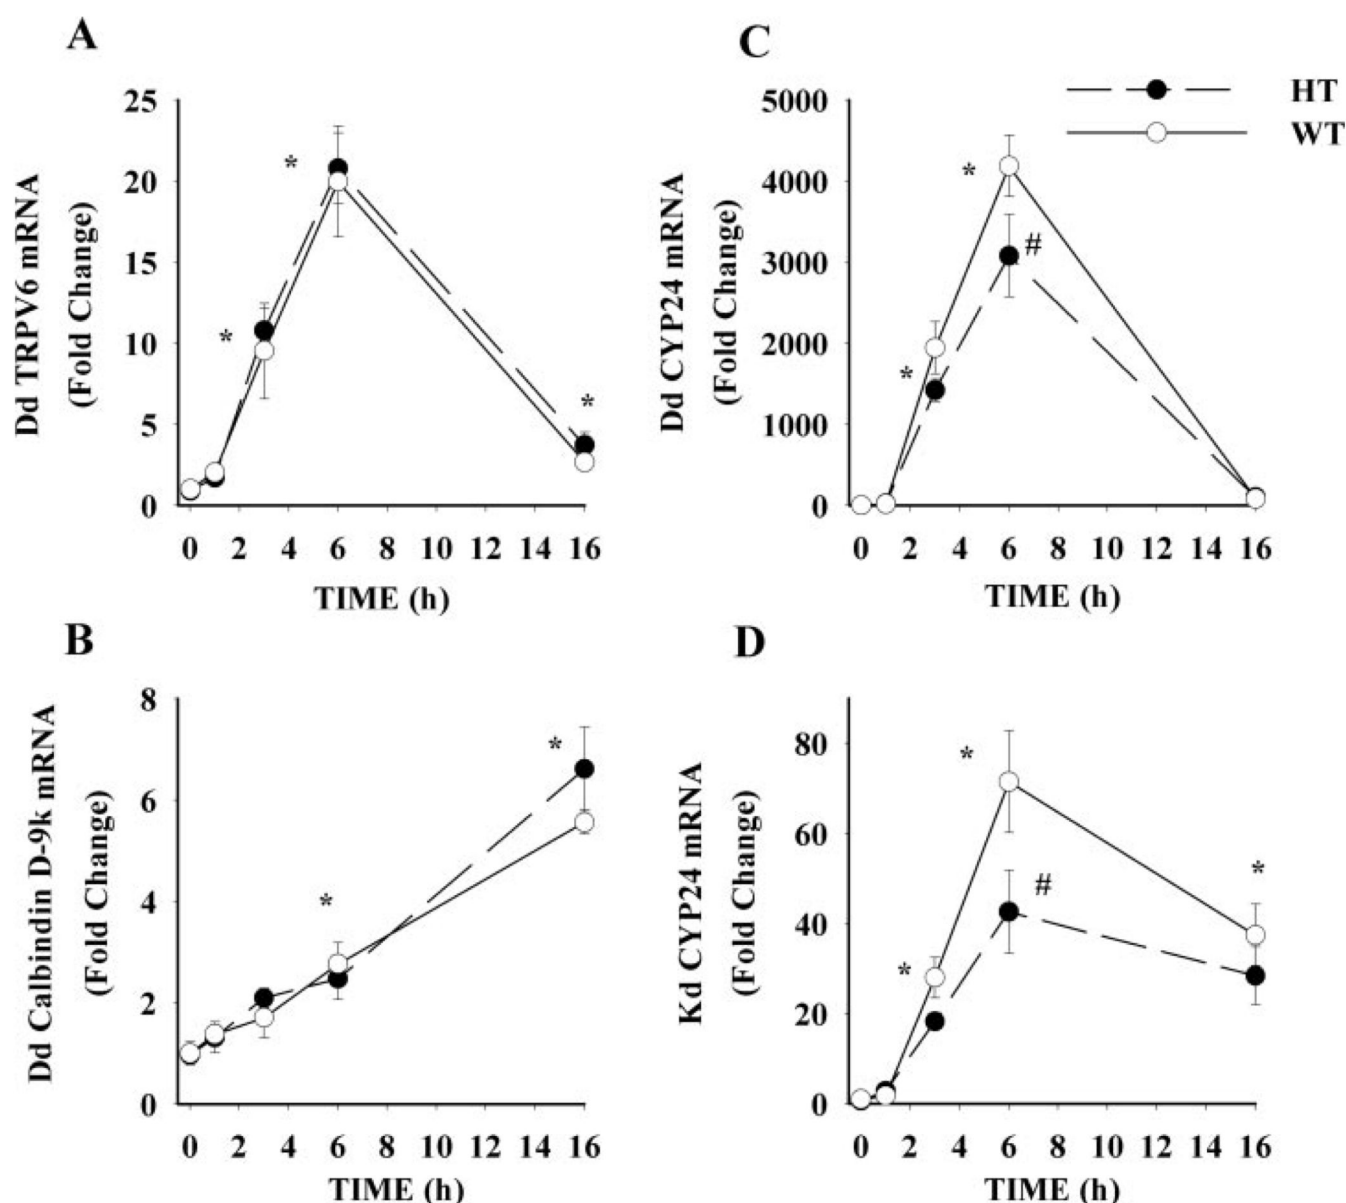 A
Dd TRPV6 mRNA
(Fold Change)
25
20
15
10
5
0
*
*
*
0 2 4 6 8 10 12 14 16
TIME (h)
C
HT
WT
Dd CYP24 mRNA
(Fold Change)
5000
4000
3000
2000
1000
0
*
#
*
0 2 4 6 8 10 12 14 16
TIME (h)
B
Dd Calbindin D-9k mRNA
(Fold Change)
8
6
4
2
0
*
*
0 2 4 6 8 10 12 14 16
TIME (h)
D
Kd CYP24 mRNA
(Fold Change)
80
60
40
20
0
*
*
#
*
0 2 4 6 8 10 12 14 16
TIME (h)